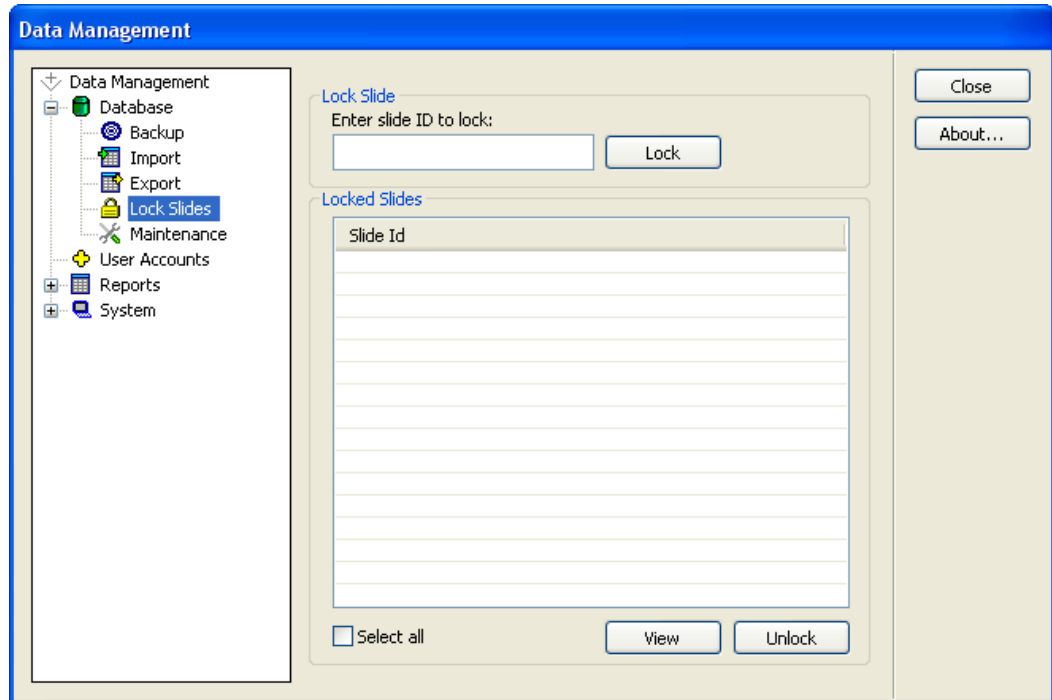 Data Management
Data Management
Database
Backup
Import
Export
Lock Slides
Maintenance
User Accounts
Reports
System
Lock Slide
Enter slide ID to lock:
Lock
Locked Slides
Slide Id
Select all
View
Unlock
Close
About...